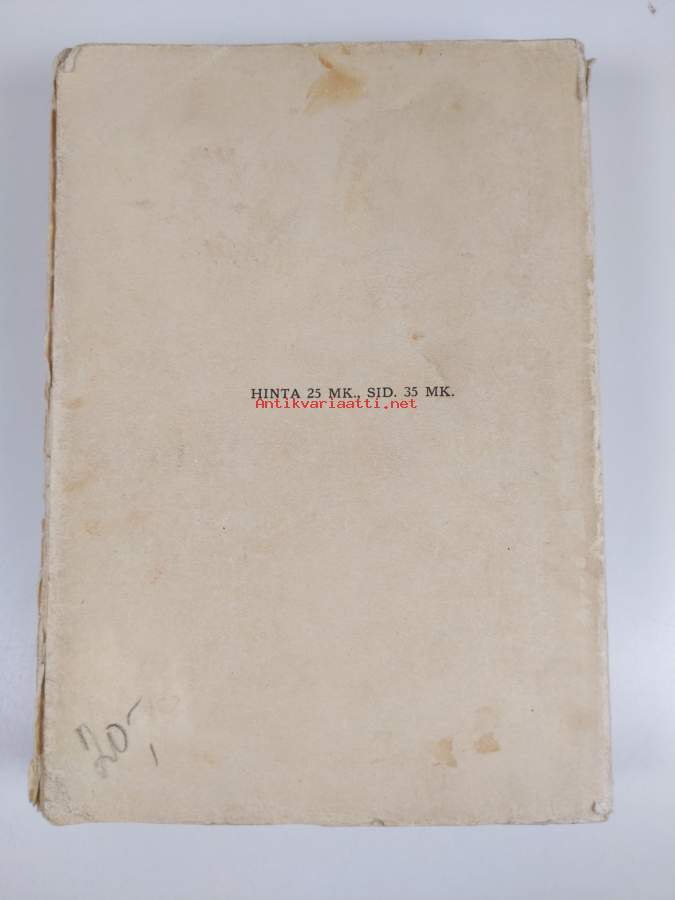 HINTA 25 MK., SID. 35 MK.
Antikvariaatti.net
20,-